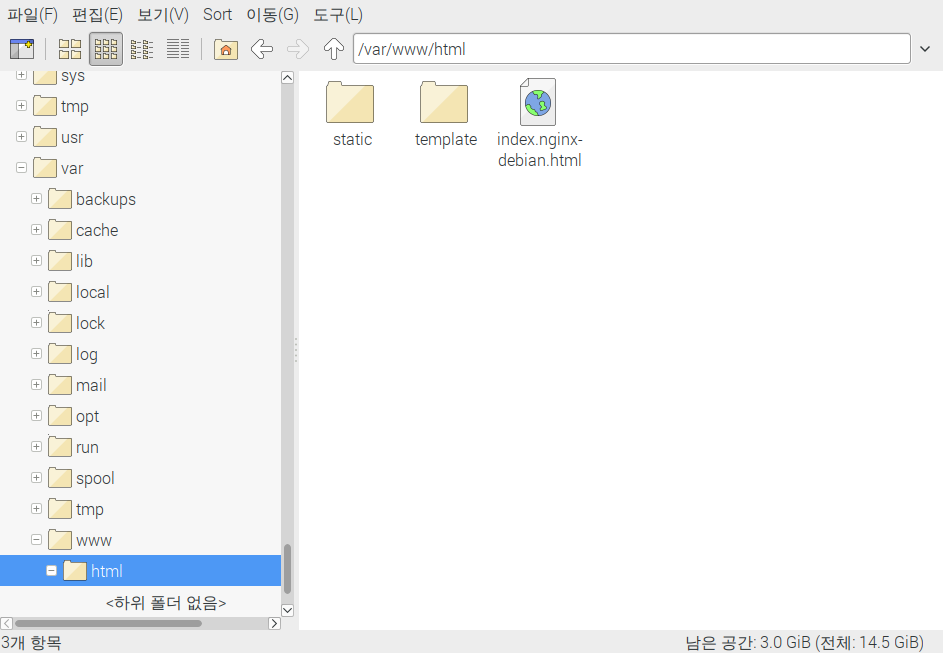 파일(F) 편집(E) 보기(V) Sort 이동(G) 도구(L)
/var/www/html
sys
tmp
usr
var
backups
cache
lib
local
lock
log
mail
opt
run
spool
tmp
www
html
<하위 폴더 없음>
static
template
index.nginx-
debian.html
3개 항목
남은 공간: 3.0 GiB (전체: 14.5 GiB)